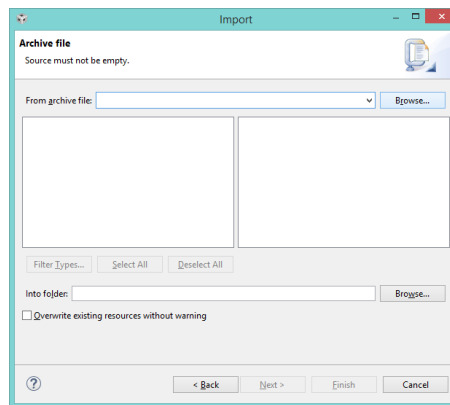 Import
Archive file
Source must not be empty.
From archive file:
Browse...
Filter Types...
Select All
Deselect All
Into folder:
Browse...
Overwrite existing resources without warning
?
< Back
Next >
Finish
Cancel